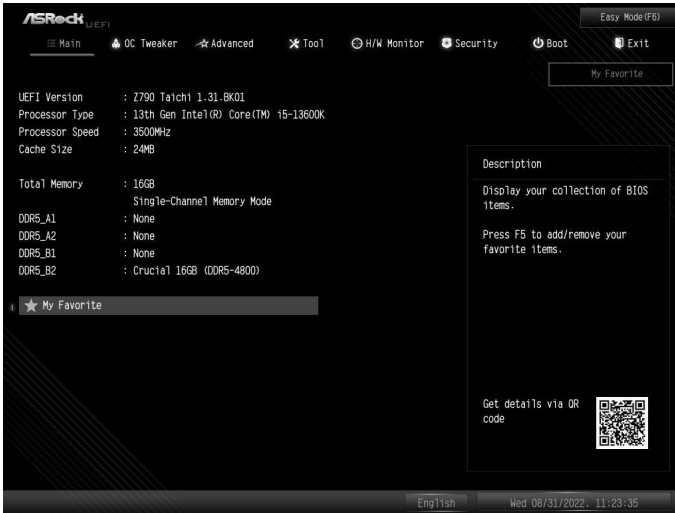 ASRock UEFI
Easy Mode(F6)
Main OC Tweaker Advanced Tool H/W Monitor Security Boot Exit
My Favorite
UEFI Version : Z790 Taichi 1.31.BK01
Processor Type : 13th Gen Intel(R) Core(TM) i5-13600K
Processor Speed : 3500MHz
Cache Size : 24MB
Total Memory : 16GB
Single-Channel Memory Mode
DDR5_A1 : None
DDR5_A2 : None
DDR5_B1 : None
DDR5_B2 : Crucial 16GB (DDR5-4800)
My Favorite
Description
Display your collection of BIOS
items.
Press F5 to add/remove your
favorite items.
Get details via QR
code
English
Wed 08/31/2022. 11:23:35